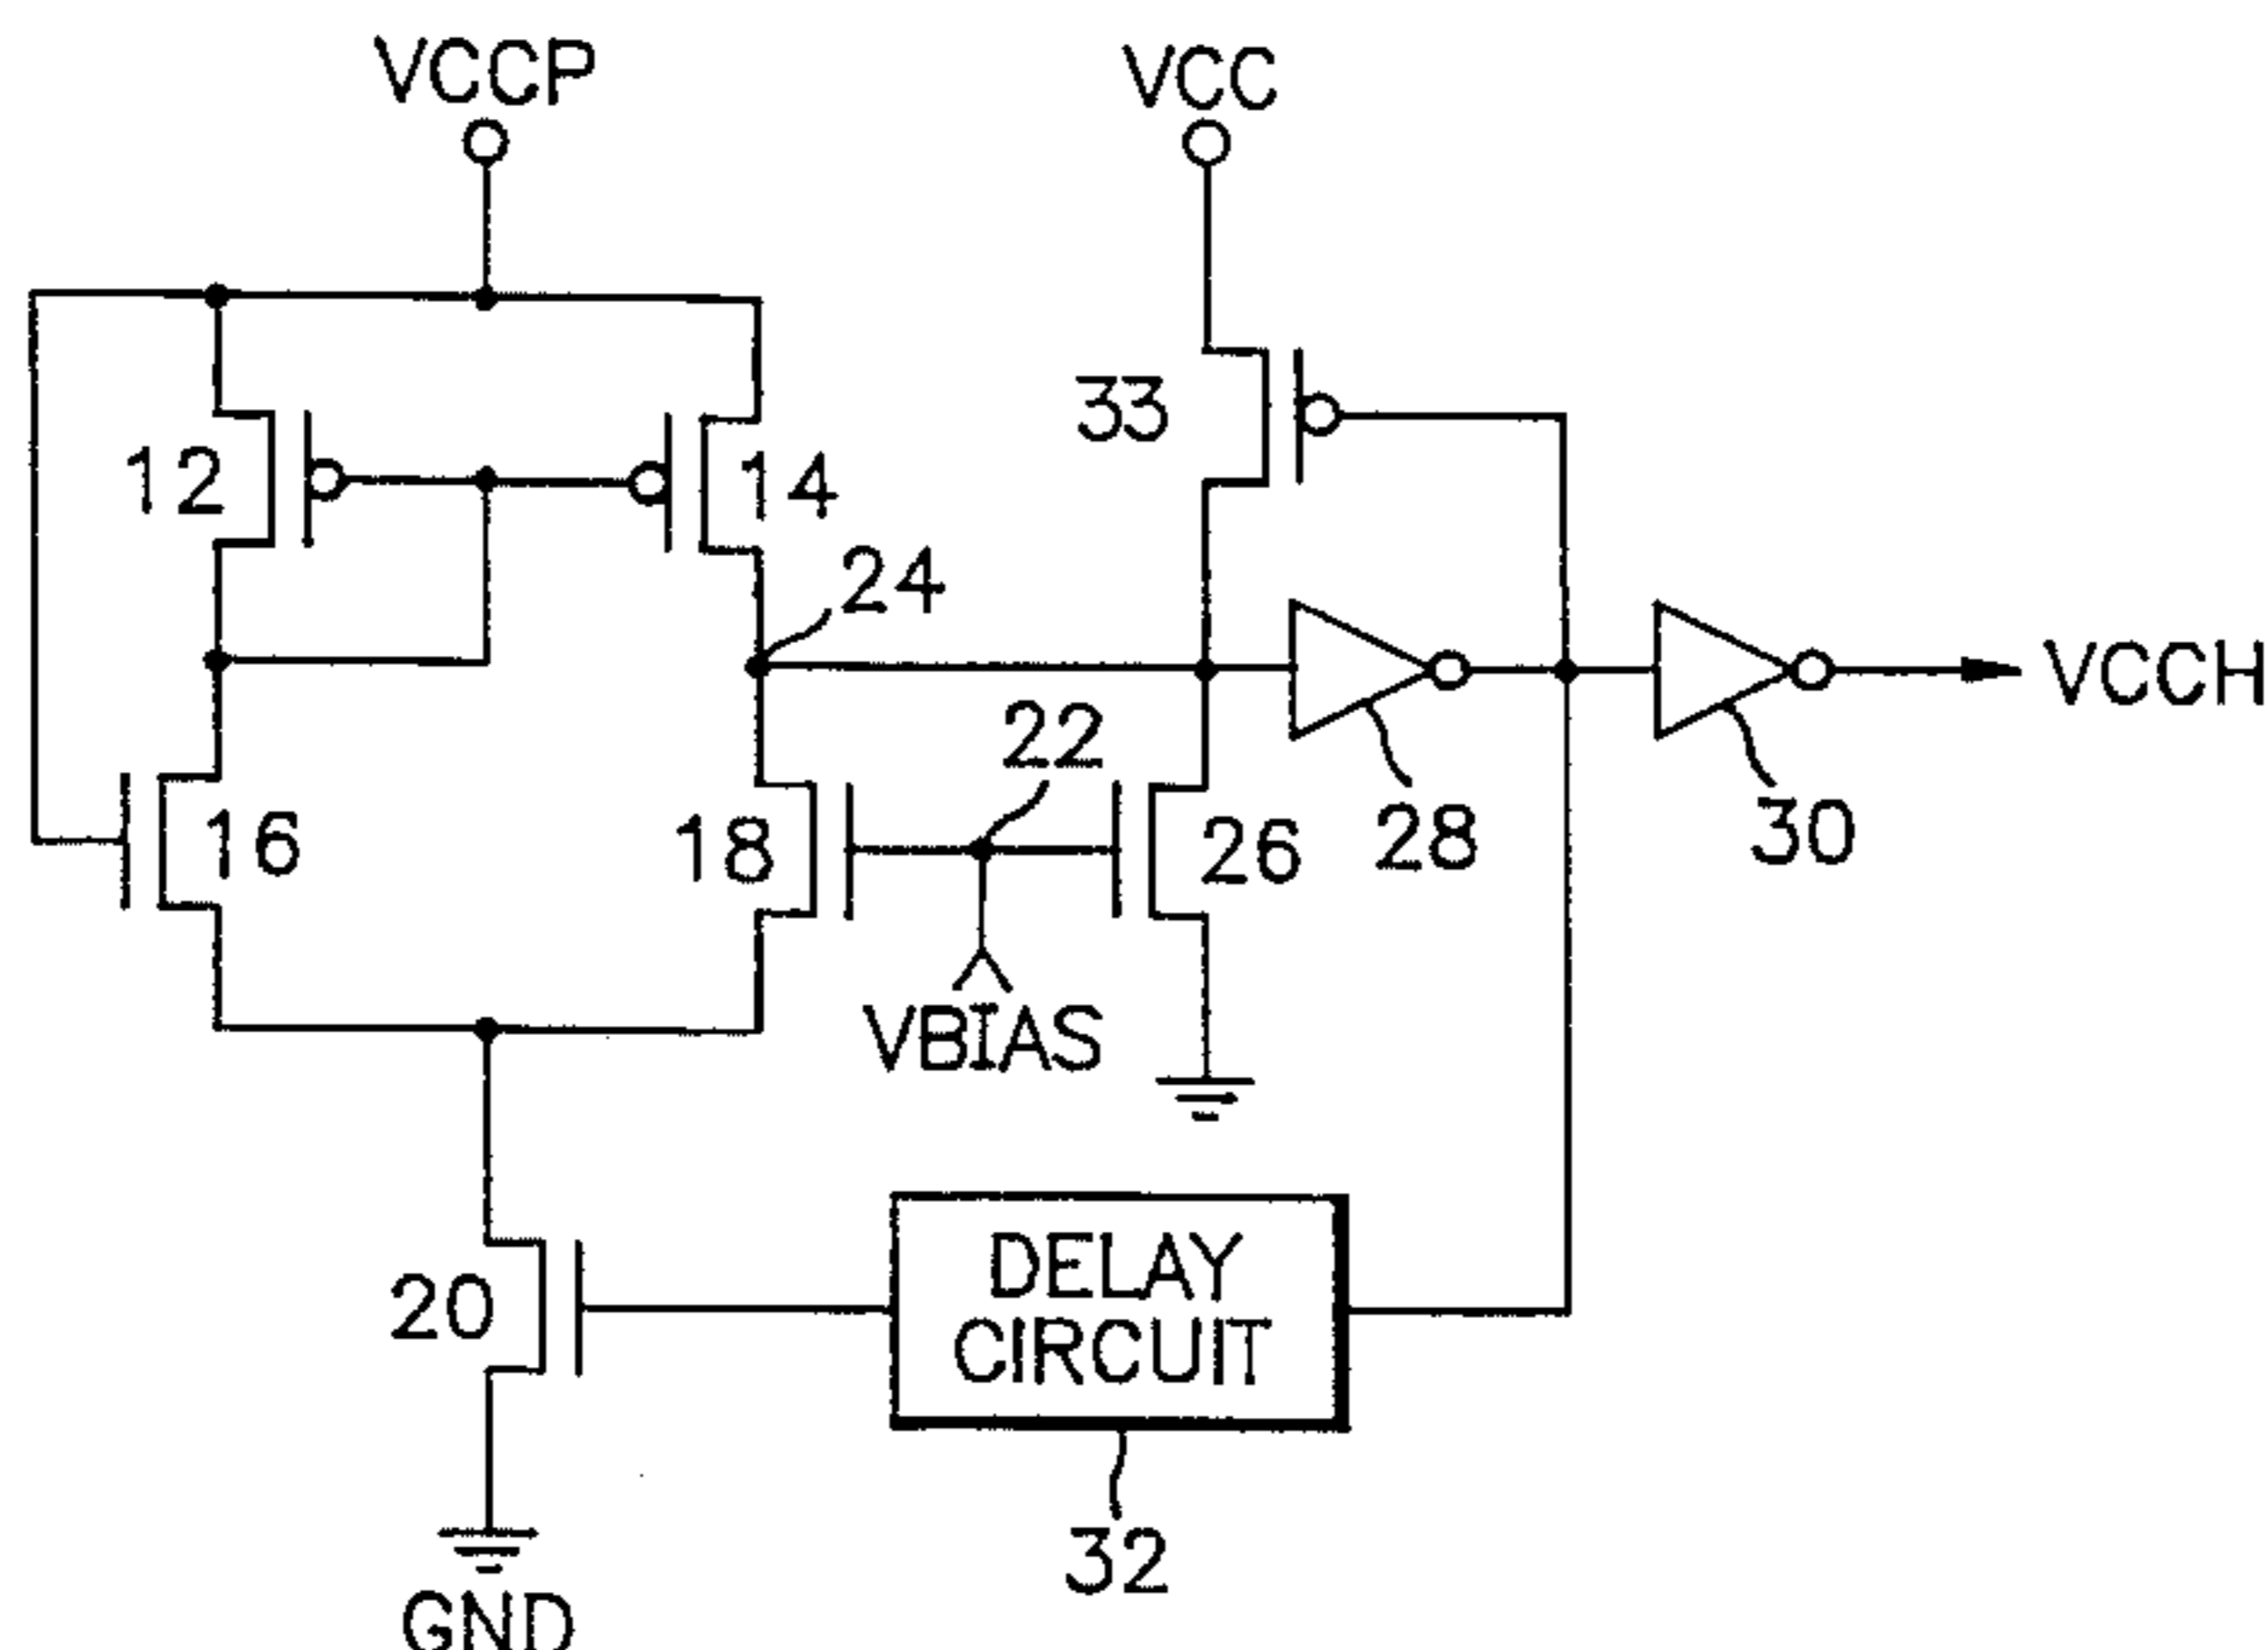 VCCP
VCC
33
12
14
24
VCCH
22
16
18
26
28
30
VBIAS
20
DELAY
CIRCUIT
32
GND